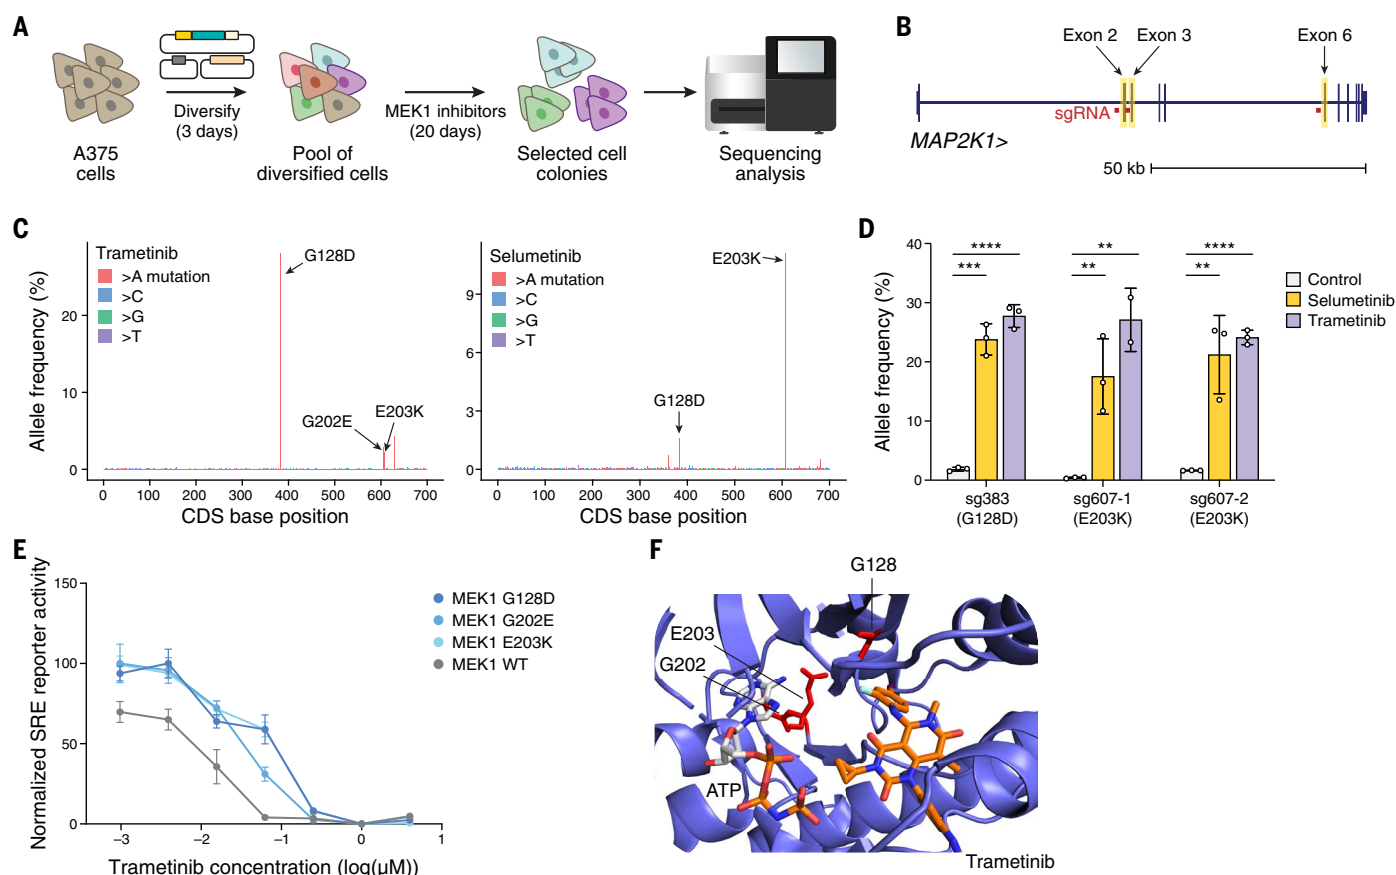 A
Diversify
(3 days)
MEK1 inhibitors
(20 days)
A375
cells
Pool of
diversified cells
Selected cell
colonies
Sequencing
analysis
B
Exon 2
Exon 3
Exon 6
sgRNA
MAP2K1>
50 kb
C
Trametinib
>A mutation
>C
>G
>T
G128D
G202E
E203K
Allele frequency (%)
20
10
0
0 100 200 300 400 500 600 700
CDS base position
Selumetinib
>A mutation
>C
>G
>T
E203K
G128D
9
6
3
0
0 100 200 300 400 500 600 700
CDS base position
D
Allele frequency (%)
40
30
20
10
0
**** ** ****
*** ** **
Control
Selumetinib
Trametinib
sg383
(G128D)
sg607-1
(E203K)
sg607-2
(E203K)
E
Normalized SRE reporter activity
150
100
50
0
–3 –2 –1 0 1
Trametinib concentration (log(µM))
MEK1 G128D
MEK1 G202E
MEK1 E203K
MEK1 WT
F
G128
E203
G202
ATP
Trametinib